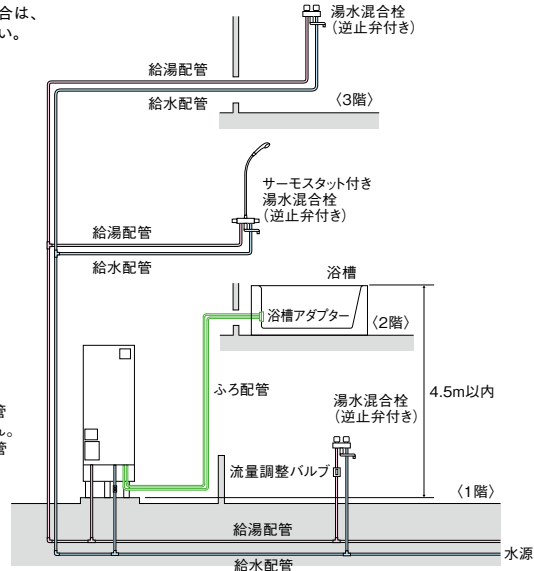 合は、
い。
湯水混合栓
(逆止弁付き)
給湯配管
給水配管
〈3階〉
サーモスタット付き
湯水混合栓
(逆止弁付き)
給湯配管
給水配管
浴槽
浴槽アダプター
〈2階〉
ふろ配管
4.5m以内
湯水混合栓
(逆止弁付き)
管
ん。
管
流量調整バルブ
〈1階〉
給湯配管
水源
給水配管